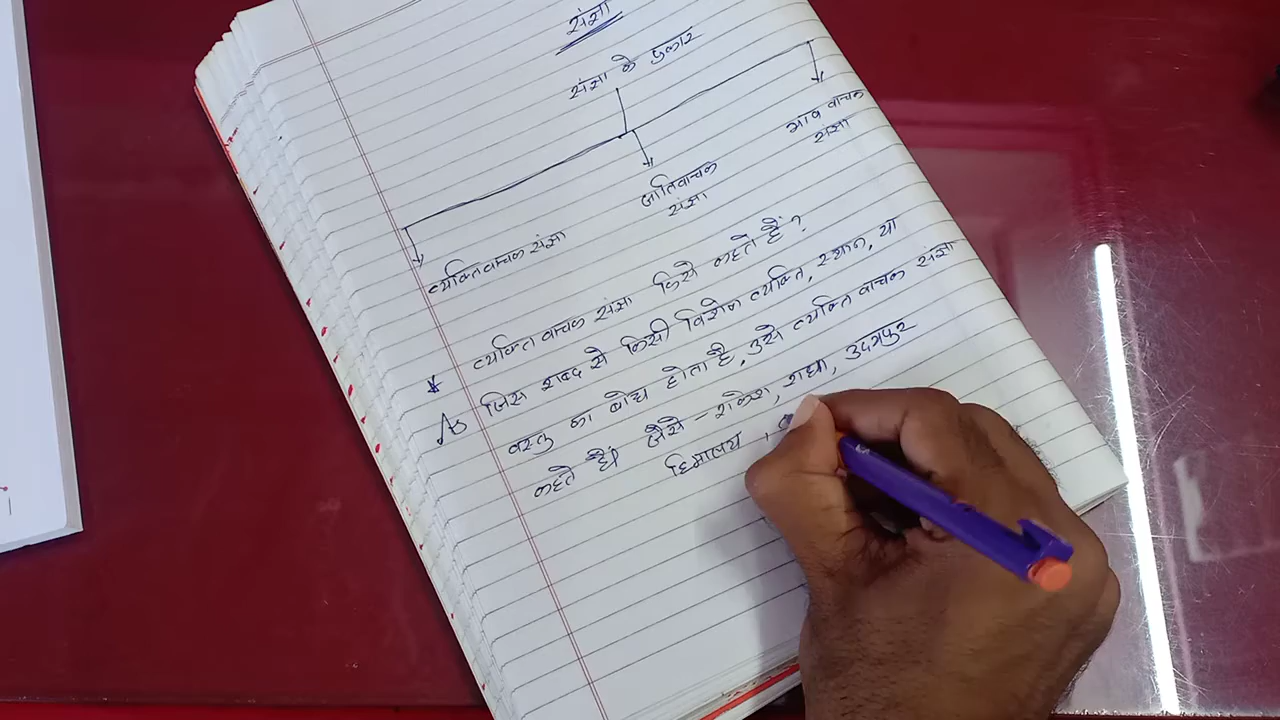 संज्ञा
संज्ञा के प्रकार
भाव वाचक
संज्ञा
जातिवाचक
संज्ञा
व्यक्तिवाचक संज्ञा
* व्यक्ति वाचक संज्ञा किसे कहते हैं?
जिस शब्द से किसी विशेष व्यक्ति, स्थान, या
वस्तु का बोध होता है, उसे व्यक्ति वाचक संज्ञा
कहते हैं। जैसे - राकेश, राधा, उदयपुर
हिमालय ,